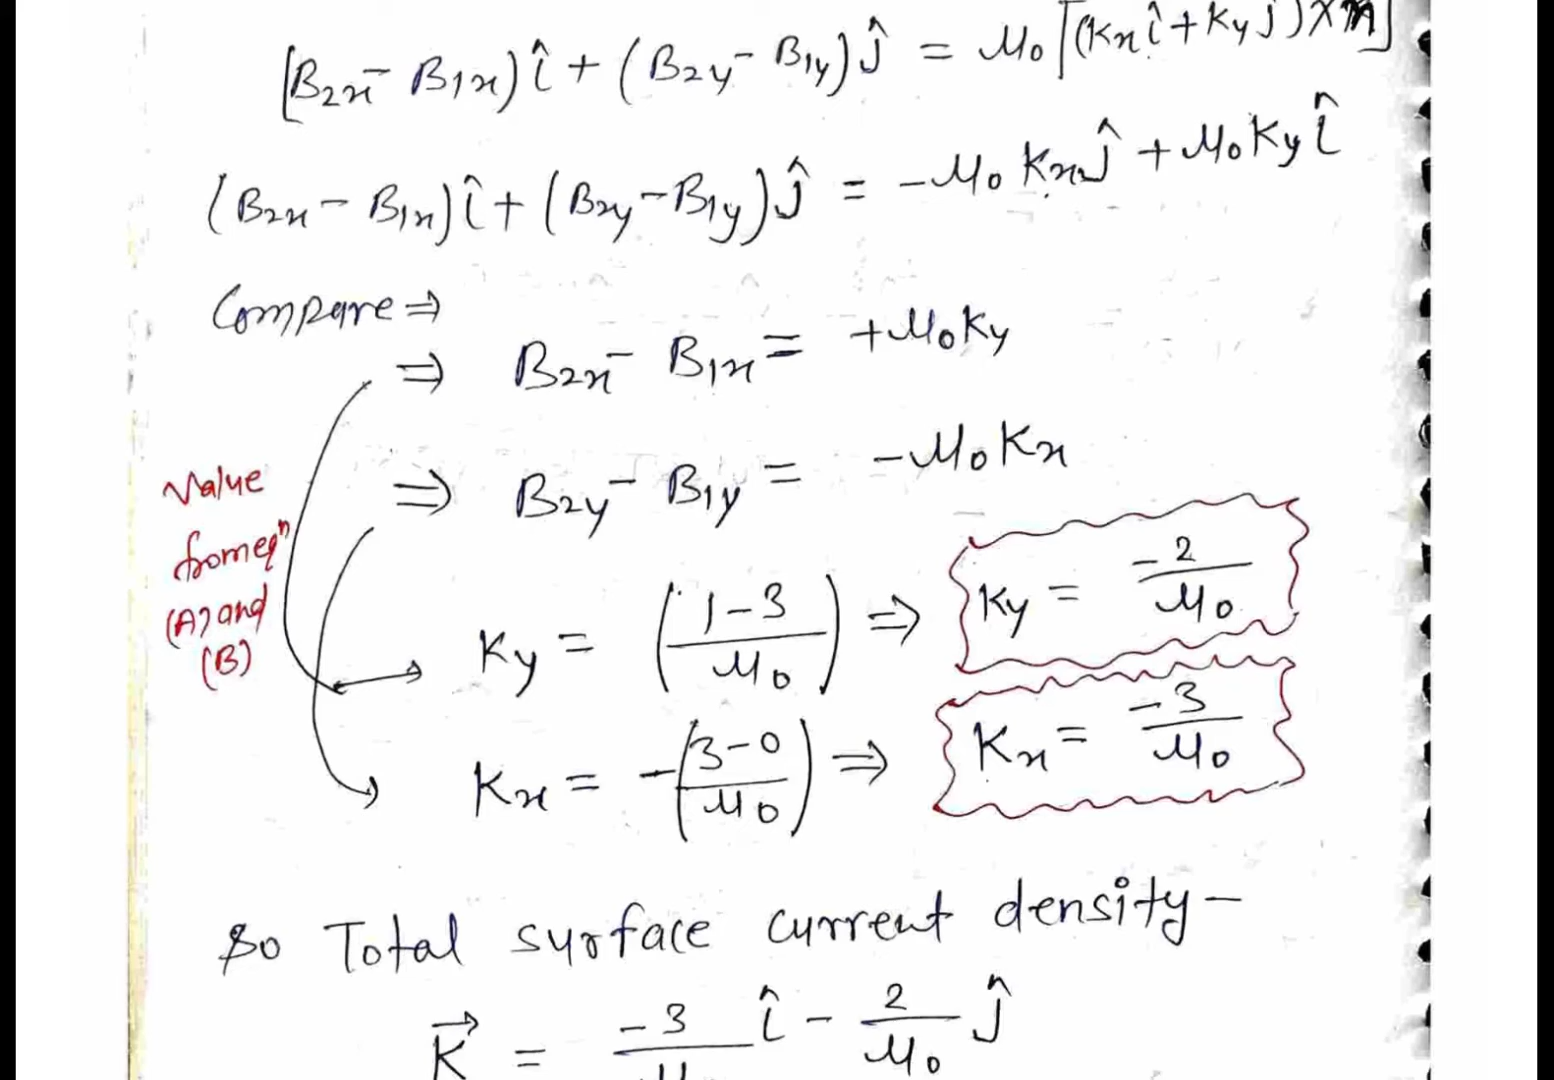 [B₂ₓ - B₁ₓ) î + (B₂y - B₁y) ĵ = μ₀ [(Kₓ î + Ky ĵ) × n̂]
(B₂ₓ - B₁ₓ) î + (B₂y - B₁y) ĵ = -μ₀ Kₓ ĵ + μ₀ Ky î
Compare ⇒
⇒ B₂ₓ - B₁ₓ = +μ₀ Ky
⇒ B₂y - B₁y = -μ₀ Kₓ
Value
from eqⁿ
(A) and
(B)
Ky = (1-3/μ₀) ⇒ Ky = -2/μ₀
Kₓ = -(3-0/μ₀) ⇒ Kₓ = -3/μ₀
So Total surface current density -
K⃗ = -3/μ î - 2/μ₀ ĵ